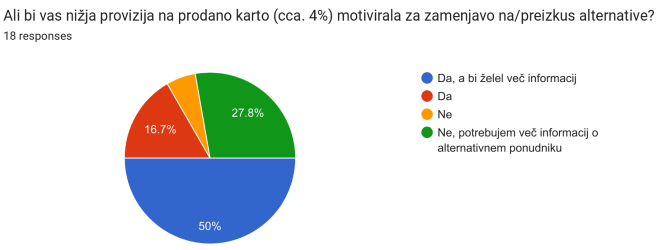 Ali bi vas nižja provizija na prodano karto (cca. 4%) motivirala za zamenjavo na/preizkus alternative?
18 responses
Da, a bi želel več informacij
Da
Ne
Ne, potrebujem več informacij o
alternativnem ponudniku
27.8%
16.7%
50%